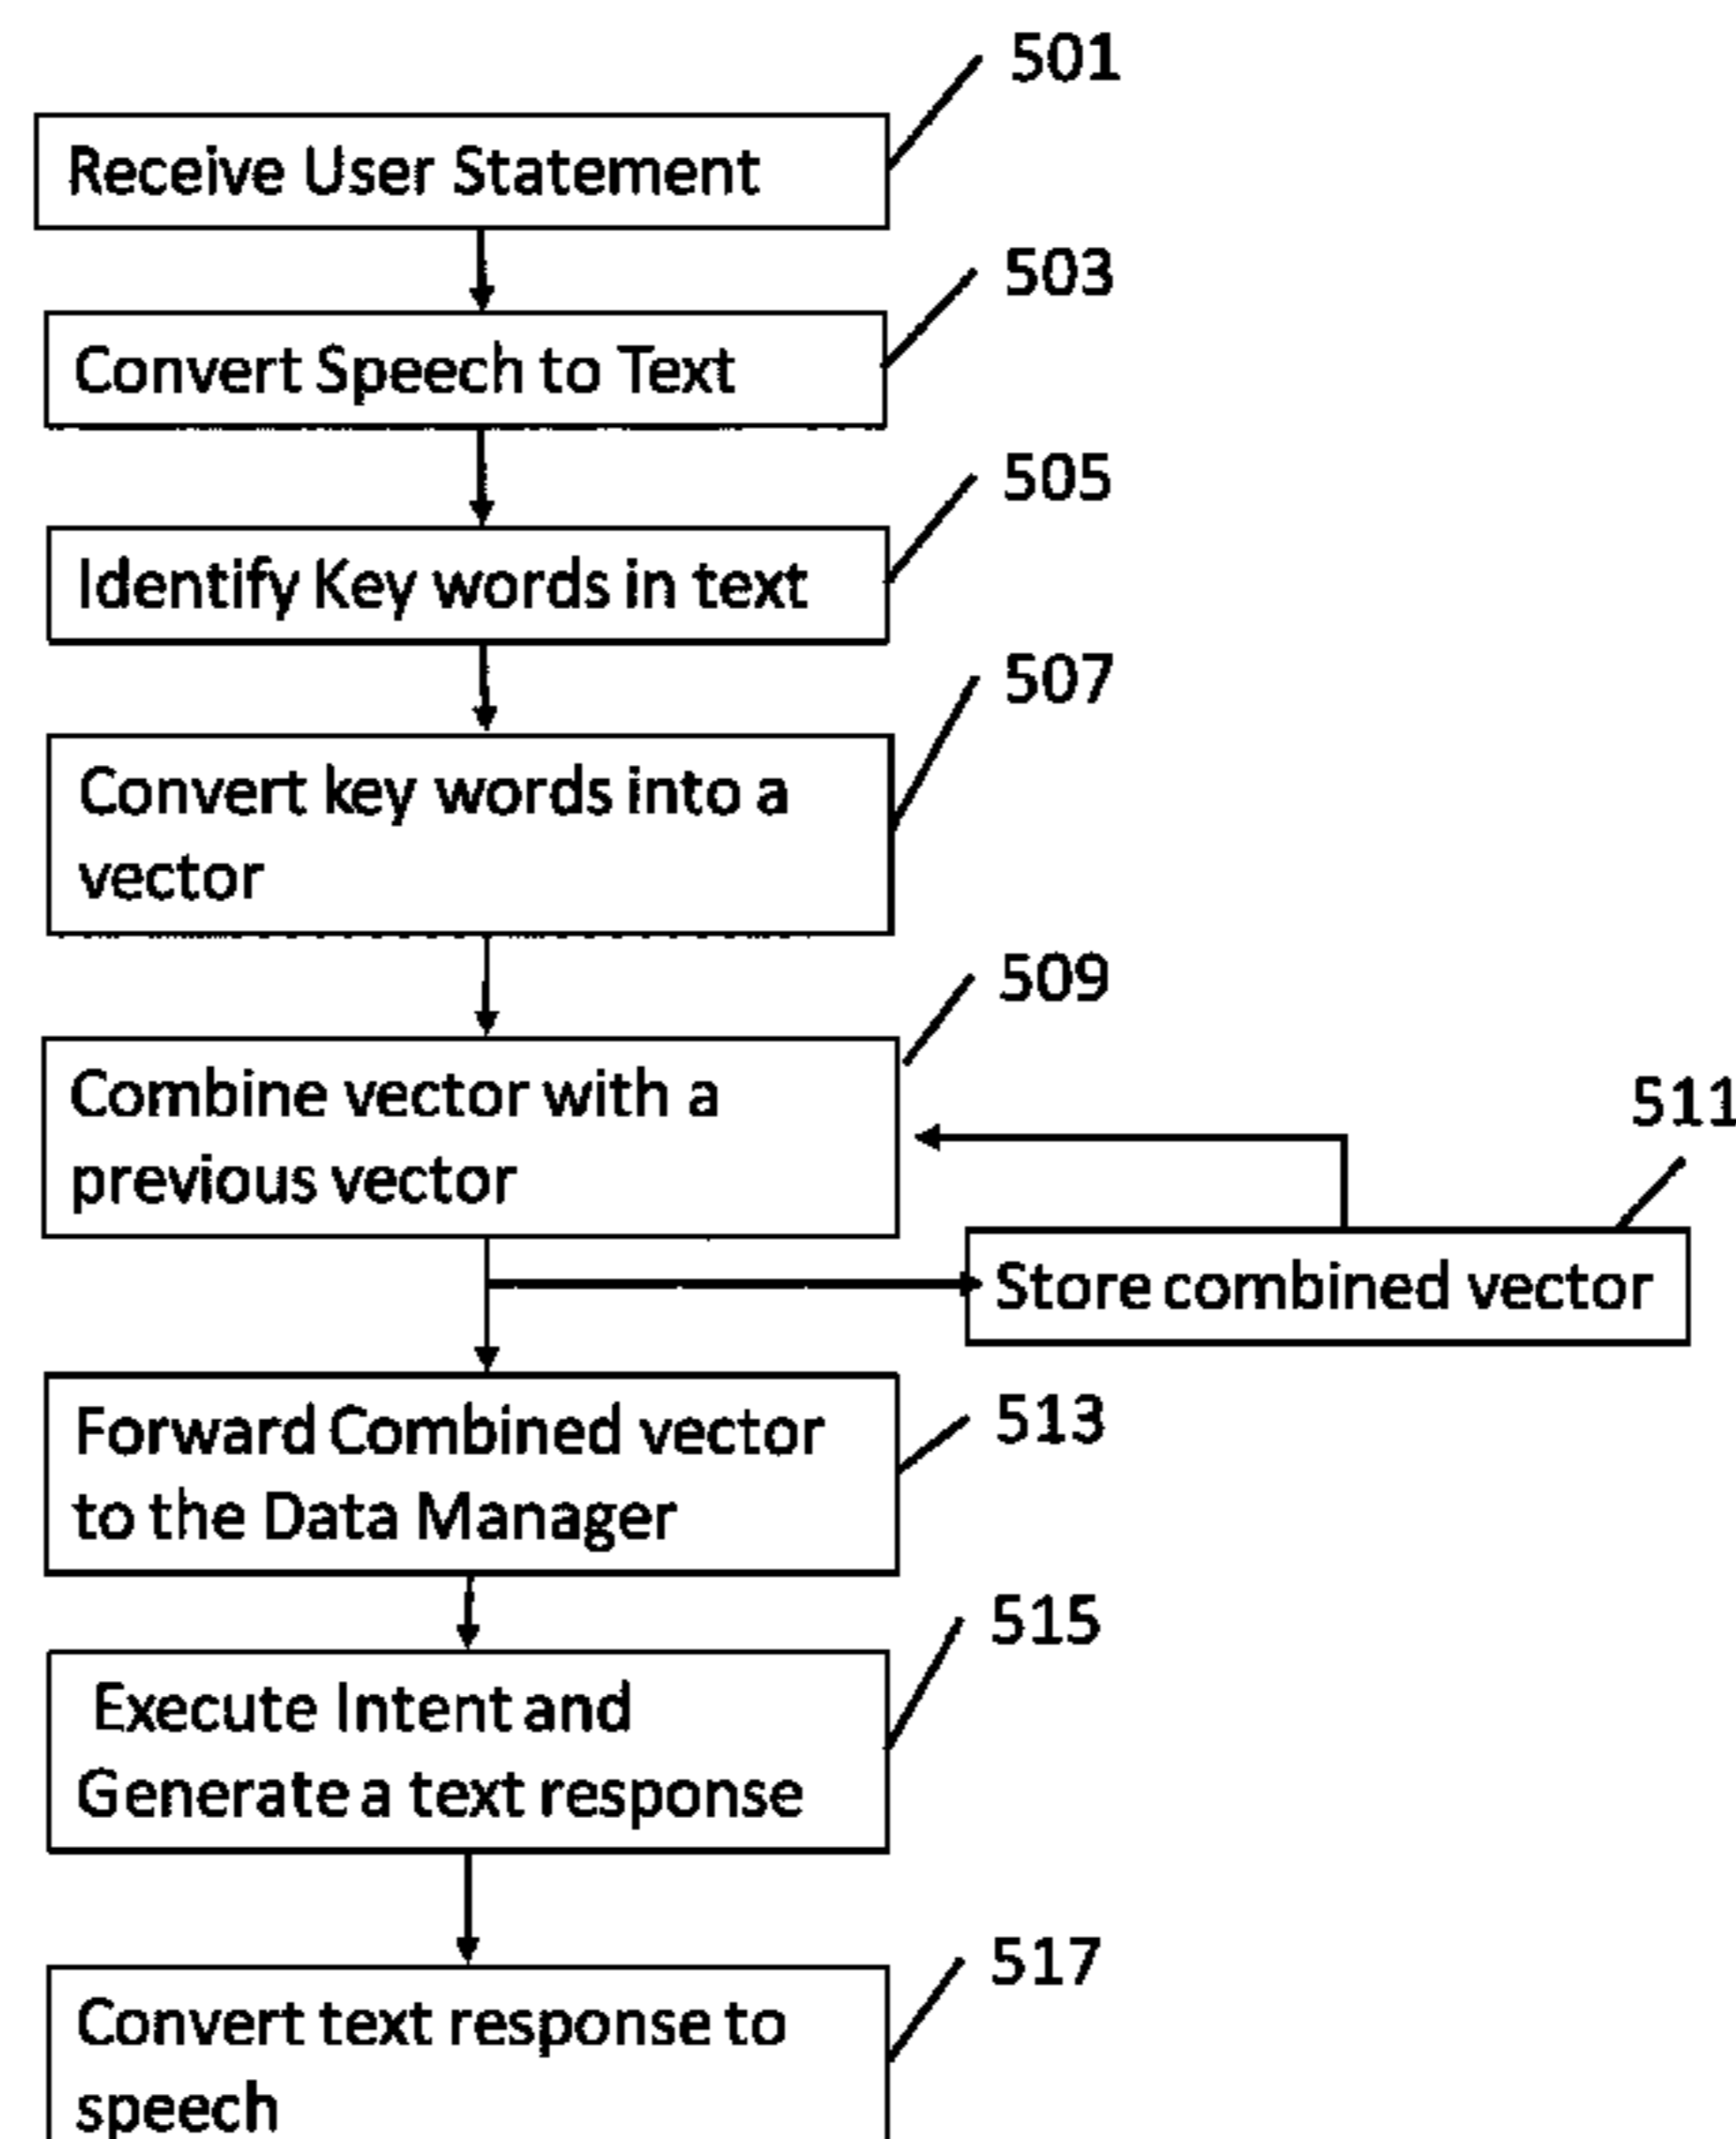 501
Receive User Statement
503
Convert Speech to Text
505
Identify Key words in text
507
Convert key words into a
vector
509
Combine vector with a
previous vector
511
Store combined vector
513
Forward Combined vector
to the Data Manager
515
Execute Intent and
Generate a text response
517
Convert text response to
speech